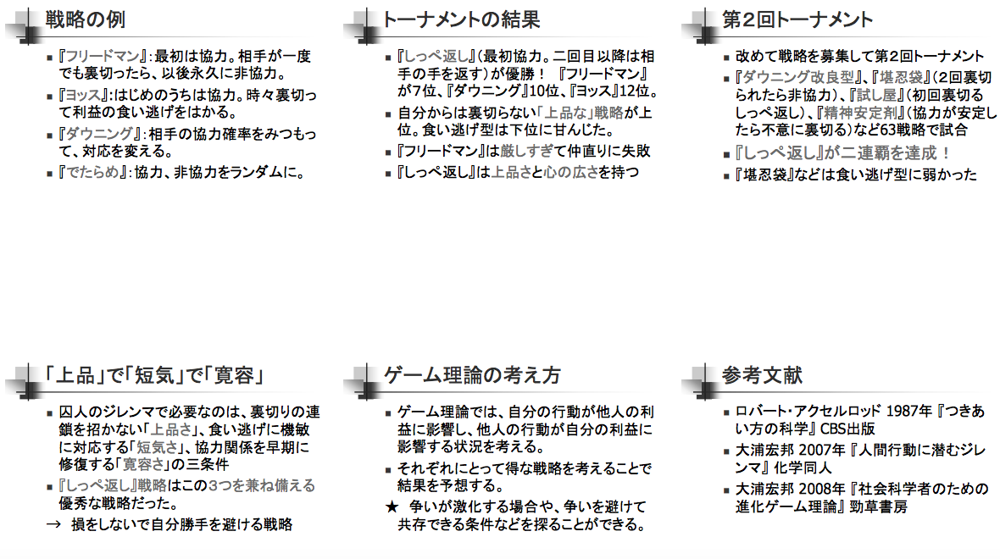 戦略の例
▪ 『フリードマン』：最初は協力。相手が一度
でも裏切ったら、以後永久に非協力。
▪ 『ヨッス』：はじめのうちは協力。時々裏切っ
て利益の食い逃げをはかる。
▪ 『ダウニング』：相手の協力確率をみつもっ
て、対応を変える。
▪ 『でたらめ』：協力、非協力をランダムに。
トーナメントの結果
▪ 『しっぺ返し』（最初協力。二回目以降は相
手の手を返す）が優勝！ 『フリードマン』
が７位、『ダウニング』10位、『ヨッス』12位。
▪ 自分からは裏切らない「上品な」戦略が上
位。食い逃げ型は下位に甘んじた。
▪ 『フリードマン』は厳しすぎて仲直りに失敗
▪ 『しっぺ返し』は上品さと心の広さを持つ
第２回トーナメント
▪ 改めて戦略を募集して第２回トーナメント
▪ 『ダウニング改良型』、『堪忍袋』（２回裏切
られたら非協力）、『試し屋』（初回裏切る
しっぺ返し）、『精神安定剤』（協力が安定し
たら不意に裏切る）など63戦略で試合
▪ 『しっぺ返し』が二連覇を達成！
▪ 『堪忍袋』などは食い逃げ型に弱かった
「上品」で「短気」で「寛容」
▪ 囚人のジレンマで必要なのは、裏切りの連
鎖を招かない「上品さ」、食い逃げに機敏
に対応する「短気さ」、協力関係を早期に
修復する「寛容さ」の三条件
▪ 『しっぺ返し』戦略はこの３つを兼ね備える
優秀な戦略だった。
→ 損をしないで自分勝手を避ける戦略
ゲーム理論の考え方
▪ ゲーム理論では、自分の行動が他人の利
益に影響し、他人の行動が自分の利益に
影響する状況を考える。
▪ それぞれにとって得な戦略を考えることで
結果を予想する。
★ 争いが激化する場合や、争いを避けて
共存できる条件などを探ることができる。
参考文献
▪ ロバート・アクセルロッド 1987年 『つきあ
い方の科学』 CBS出版
▪ 大浦宏邦 2007年 『人間行動に潜むジレ
ンマ』 化学同人
▪ 大浦宏邦 2008年 『社会科学者のための
進化ゲーム理論』 勁草書房